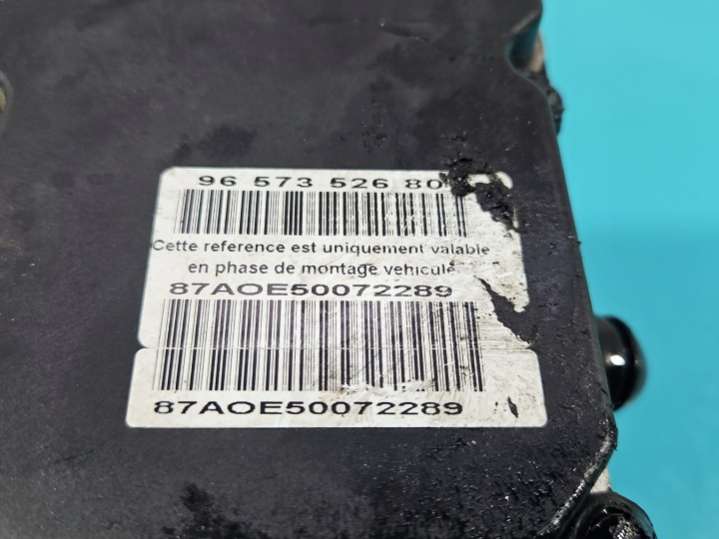 96 573 526 80
Cette reference est uniquement valable
en phase de montage vehicule
87AOE50072289
87AOE50072289